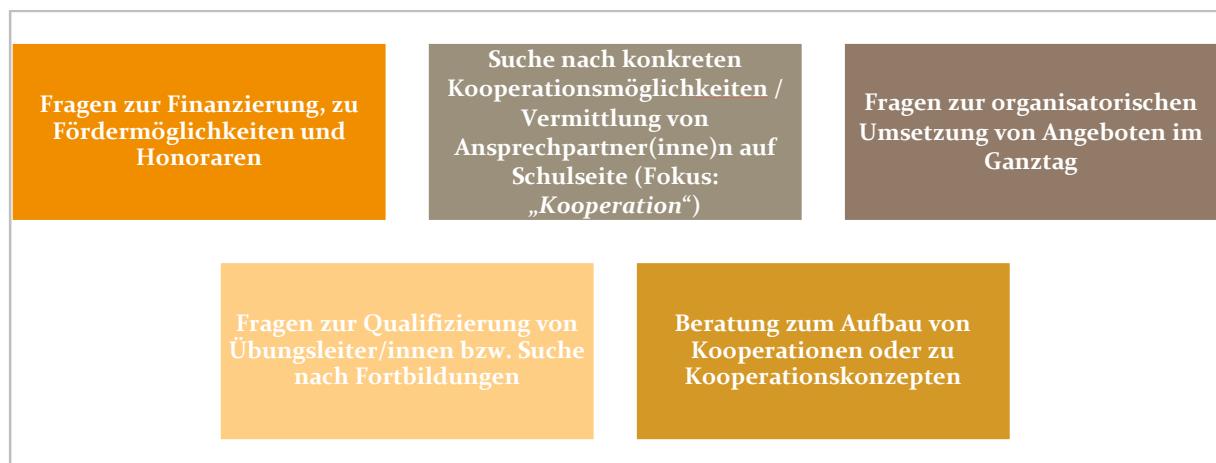 Fragen zur Finanzierung, zu
Fördermöglichkeiten und
Honoraren
Suche nach konkreten
Kooperationsmöglichkeiten /
Vermittlung von
Ansprechpartner(inne)n auf
Schulseite (Fokus:
„Kooperation“)
Fragen zur organisatorischen
Umsetzung von Angeboten im
Ganztag
Fragen zur Qualifizierung von
Übungsleiter/innen bzw. Suche
nach Fortbildungen
Beratung zum Aufbau von
Kooperationen oder zu
Kooperationskonzepten